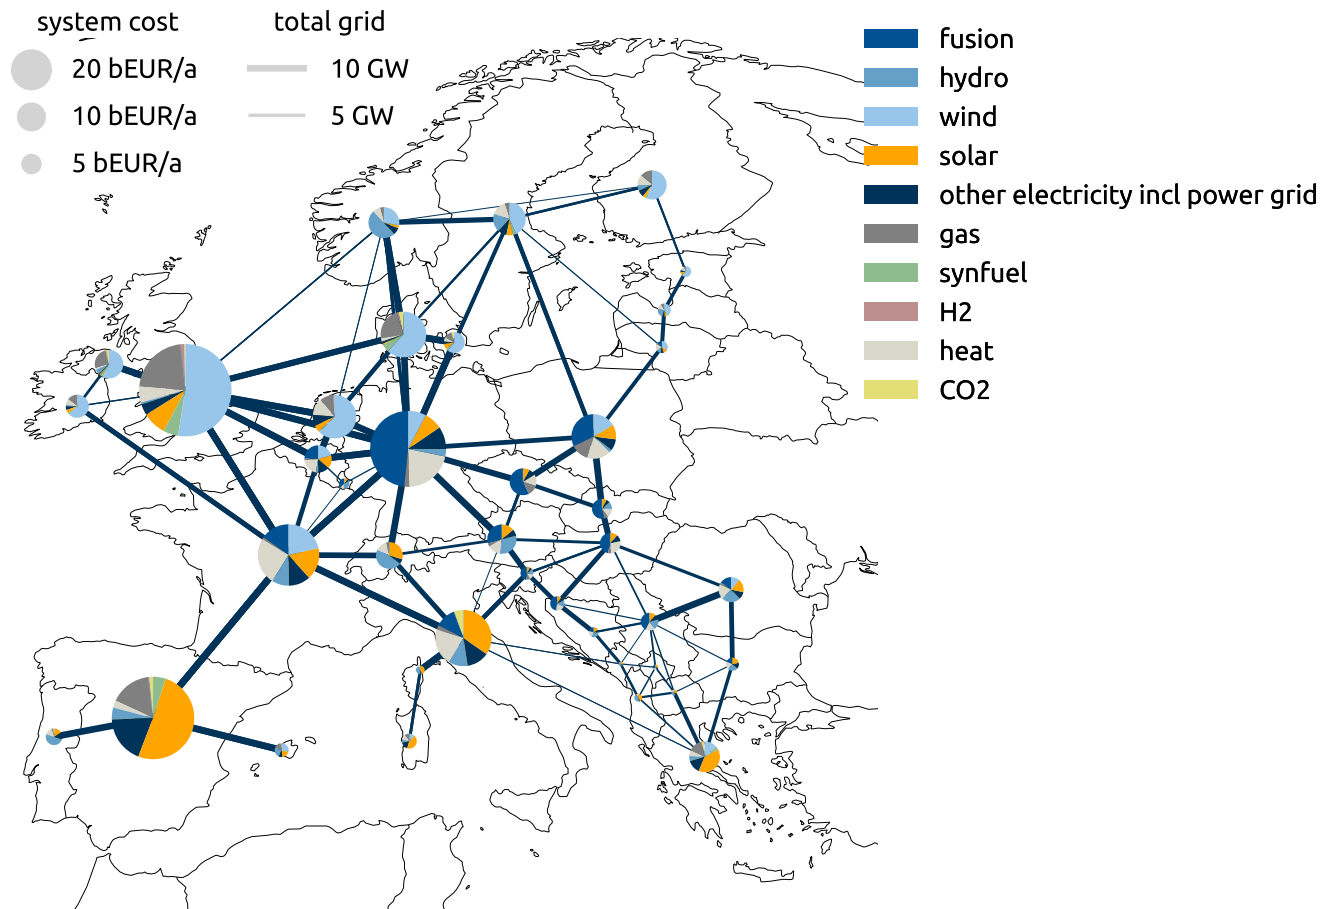 system cost
20 bEUR/a
10 bEUR/a
5 bEUR/a
total grid
10 GW
5 GW
fusion
hydro
wind
solar
other electricity incl power grid
gas
synfuel
H2
heat
CO2